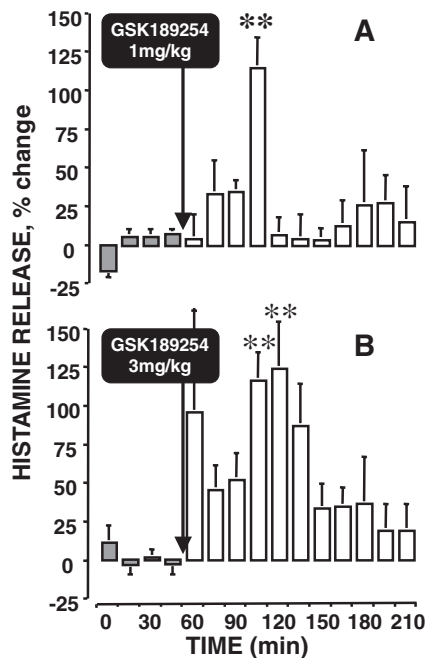 150
GSK189254
1mg/kg
**
A
125
100
75
50
25
0
-25
HISTAMINE RELEASE, % change
150
GSK189254
3mg/kg
**
**
B
125
100
75
50
25
0
-25
0 30 60 90 120 150 180 210
TIME (min)